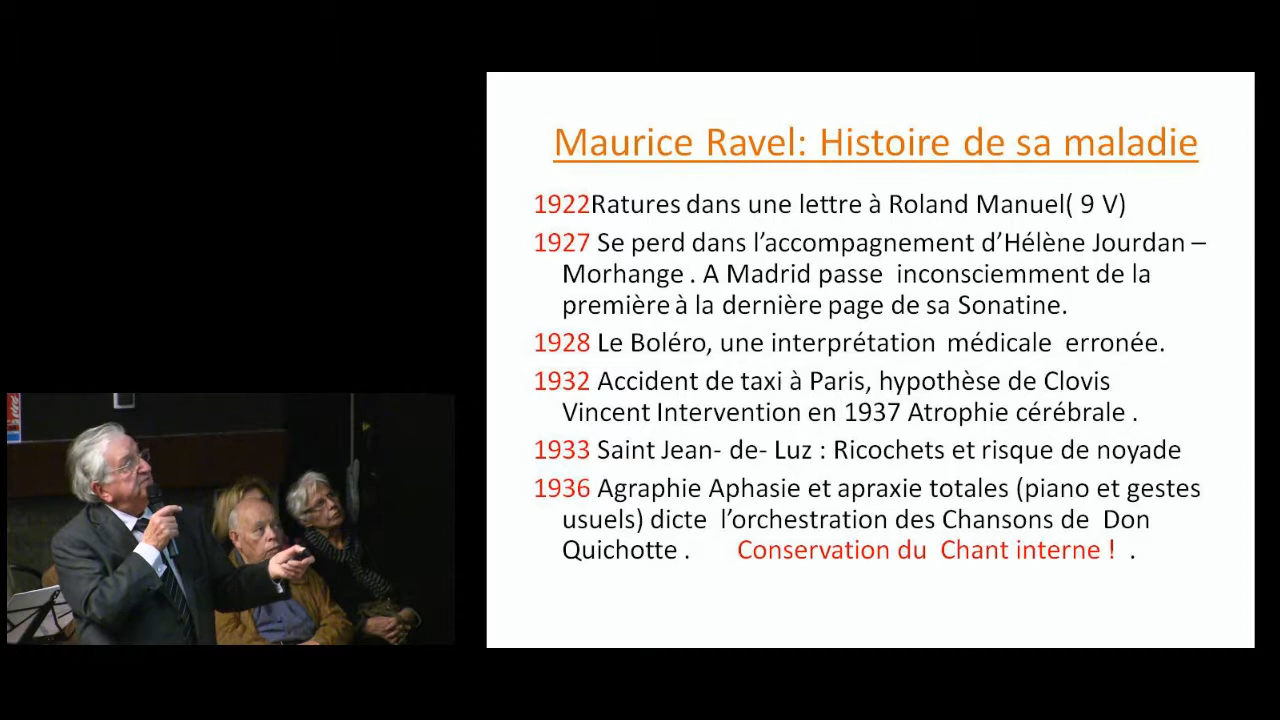 Maurice Ravel: Histoire de sa maladie
1922Ratures dans une lettre à Roland Manuel( 9 V)
1927 Se perd dans l’accompagnement d’Hélène Jourdan –
Morhange . A Madrid passe inconsciemment de la
première à la dernière page de sa Sonatine.
1928 Le Boléro, une interprétation médicale erronée.
1932 Accident de taxi à Paris, hypothèse de Clovis
Vincent Intervention en 1937 Atrophie cérébrale .
1933 Saint Jean- de- Luz : Ricochets et risque de noyade
1936 Agraphie Aphasie et apraxie totales (piano et gestes
usuels) dicte l’orchestration des Chansons de Don
Quichotte . Conservation du Chant interne ! .